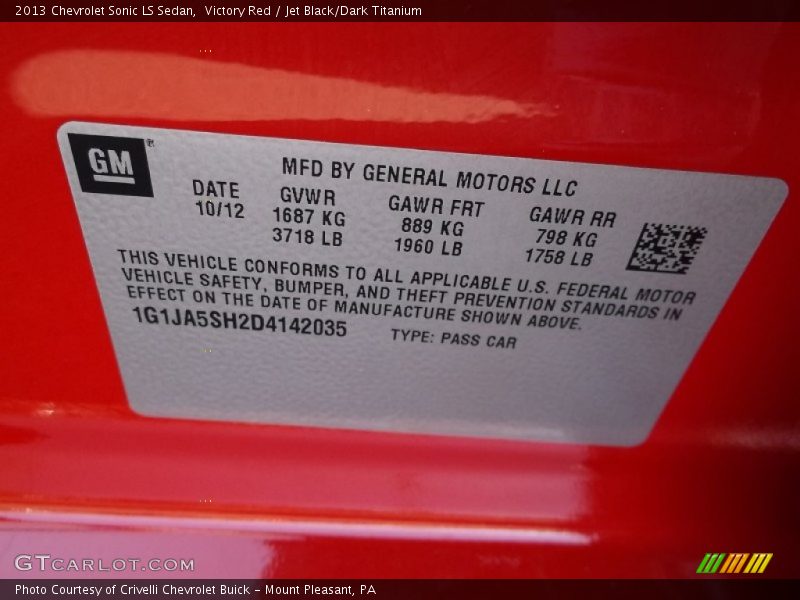 2013 Chevrolet Sonic LS Sedan,  Victory Red / Jet Black/Dark Titanium
GM
MFD BY GENERAL MOTORS LLC
DATE GVWR GAWR FRT GAWR RR
10/12 1687 KG 889 KG 798 KG
3718 LB 1960 LB 1758 LB
THIS VEHICLE CONFORMS TO ALL APPLICABLE U.S. FEDERAL MOTOR
VEHICLE SAFETY, BUMPER, AND THEFT PREVENTION STANDARDS IN
EFFECT ON THE DATE OF MANUFACTURE SHOWN ABOVE.
1G1JA5SH2D4142035 TYPE: PASS CAR
GTCARLOT.COM
Photo Courtesy of Crivelli Chevrolet Buick - Mount Pleasant, PA